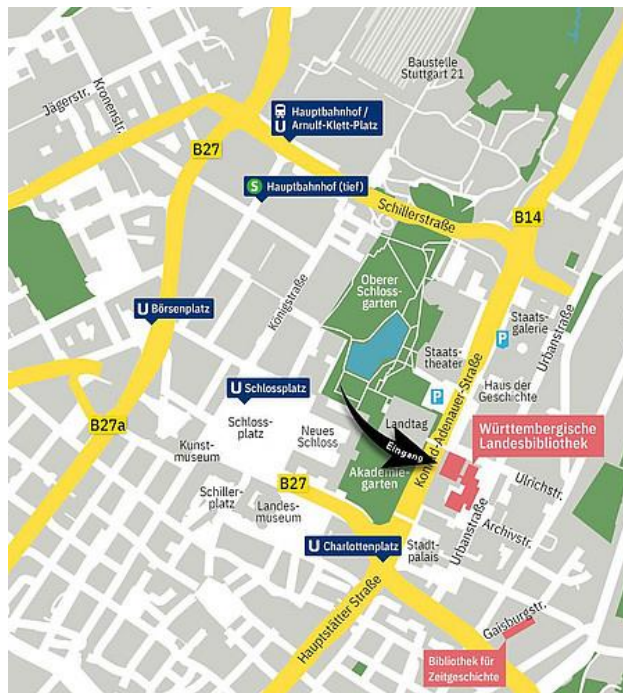 Baustelle
Stuttgart 21
Jägerstr.
Kronenstr.
U
Hauptbahnhof /
Arnulf-Klett-Platz
B27
S Hauptbahnhof (tief)
Schillerstraße
B14
Oberer
Schloss-
garten
Königstraße
U Börsenplatz
Staats-
galerie
Urbanstraße
P
Staats-
theater
Haus der
Geschichte
P
U Schlossplatz
Konrad-Adenauer-Straße
B27a
Schloss-
platz
Neues
Schloss
Landtag
Württembergische
Landesbibliothek
Kunst-
museum
Eingang
Akademie-
garten
B27
Schiller-
platz
Landes-
museum
Ulrichstr.
Urbanstraße
Archivstr.
U Charlottenplatz
Stadt-
palais
Hauptstätter Straße
Gaisburgstr.
Bibliothek für
Zeitgeschichte